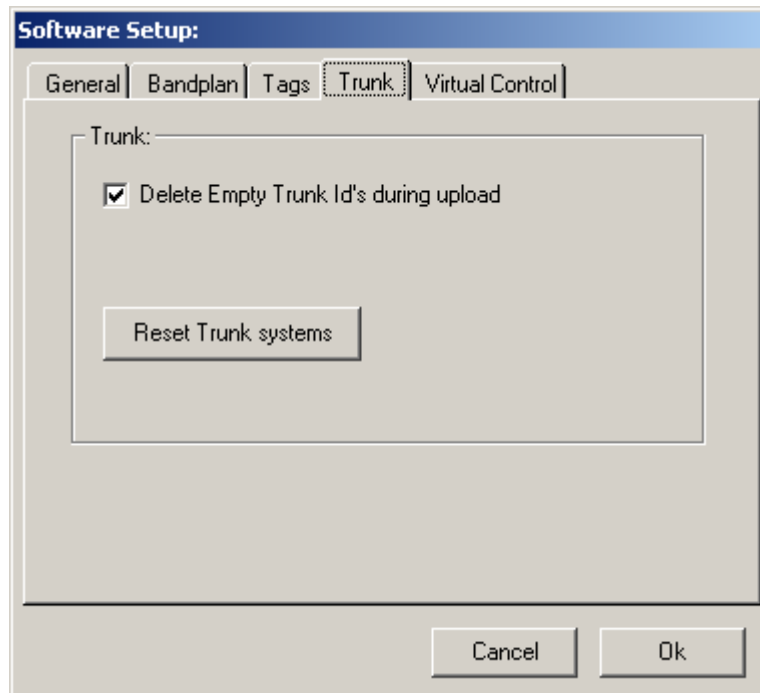 Software Setup:
General Bandplan Tags Trunk Virtual Control
Trunk:
Delete Empty Trunk Id's during upload
Reset Trunk systems
Cancel Ok